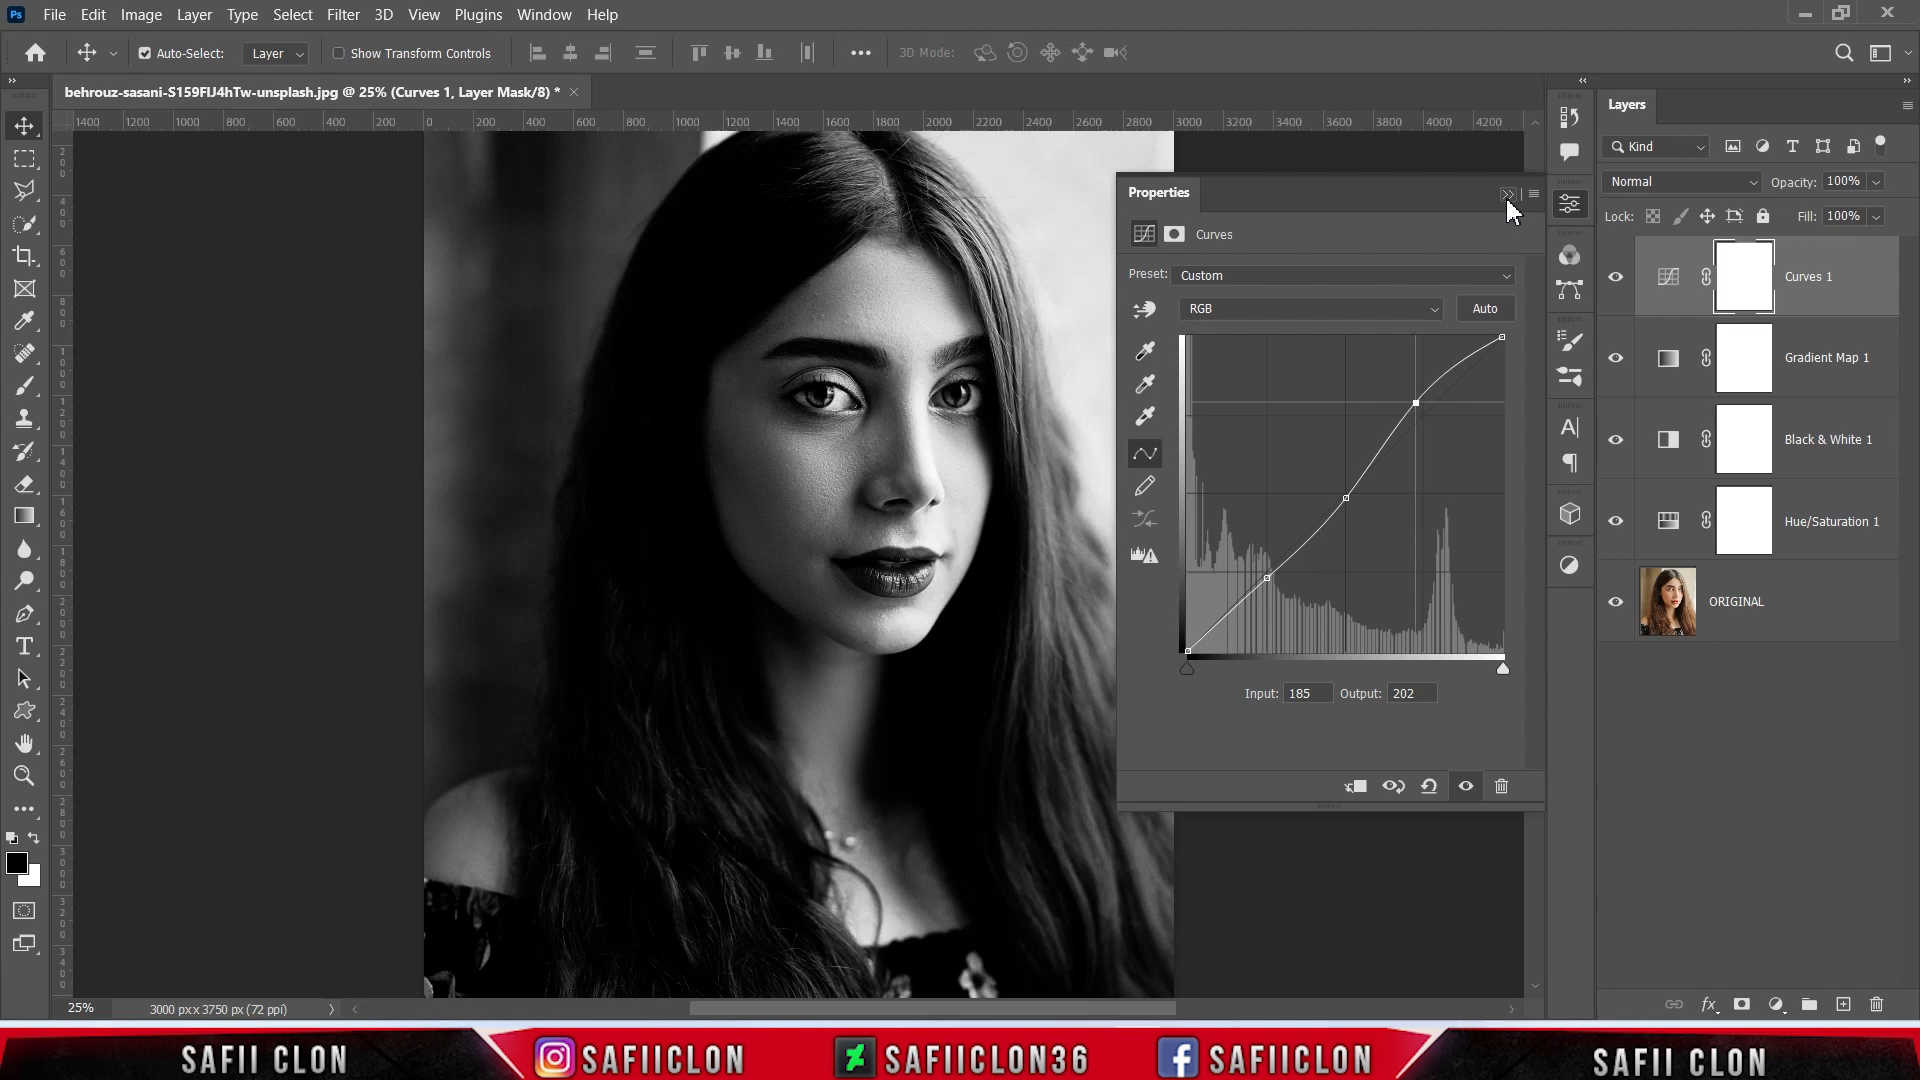 Ps File Edit Image Layer Type Select Filter 3D View Plugins Window Help
Auto-Select: Layer Show Transform Controls 3D Mode:
behrouz-sasani-S159FIJ4hTw-unsplash.jpg @ 25% (Curves 1, Layer Mask/8) *
1400 1200 1000 800 600 400 200 0 200 400 600 800 1000 1200 1400 1600 1800 2000 2200 2400 2600 2800 3000 3200 3400 3600 3800 4000 4200
Layers
Kind
Normal Opacity: 100%
Lock: Fill: 100%
Curves 1
Gradient Map 1
Black & White 1
Hue/Saturation 1
ORIGINAL
Properties
Curves
Preset: Custom
RGB Auto
Input: 185 Output: 202
25% 3000 px x 3750 px (72 ppi)
SAFII CLON SAFIICLON SAFIICLON36 SAFIICLON SAFII CLON